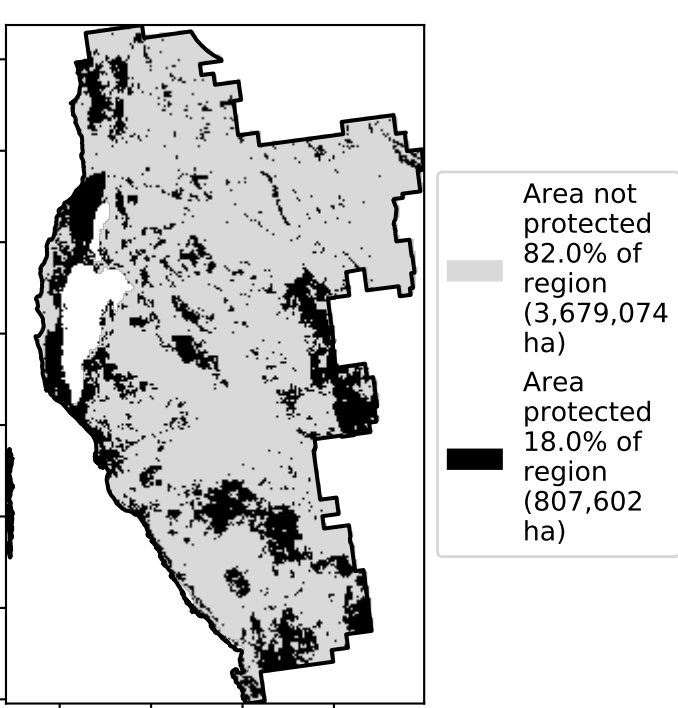 Area not
protected
82.0% of
region
(3,679,074
ha)
Area
protected
18.0% of
region
(807,602
ha)